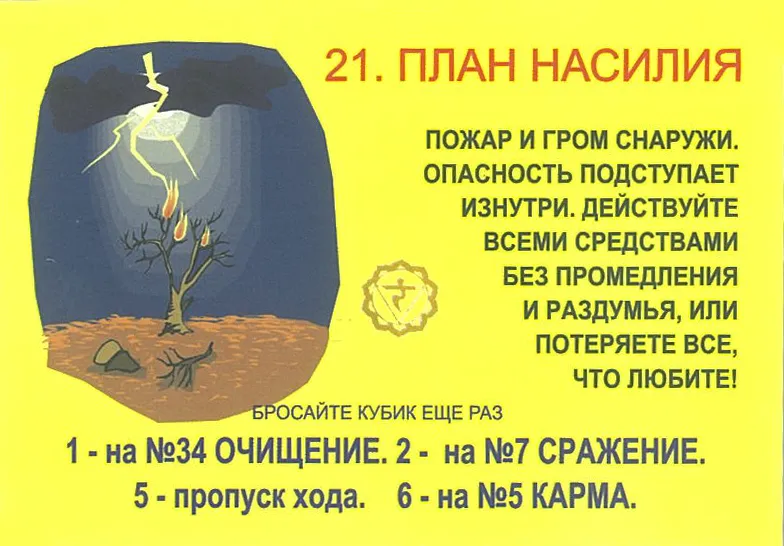 21. ПЛАН НАСИЛИЯ
ПОЖАР И ГРОМ СНАРУЖИ.
ОПАСНОСТЬ ПОДСТУПАЕТ
ИЗНУТРИ. ДЕЙСТВУЙТЕ
ВСЕМИ СРЕДСТВАМИ
БЕЗ ПРОМЕДЛЕНИЯ
И РАЗДУМЬЯ, ИЛИ
ПОТЕРЯЕТЕ ВСЕ,
ЧТО ЛЮБИТЕ!
БРОСАЙТЕ КУБИК ЕЩЕ РАЗ
1 - на №34 ОЧИЩЕНИЕ. 2 - на №7 СРАЖЕНИЕ.
5 - пропуск хода. 6 - на №5 КАРМА.